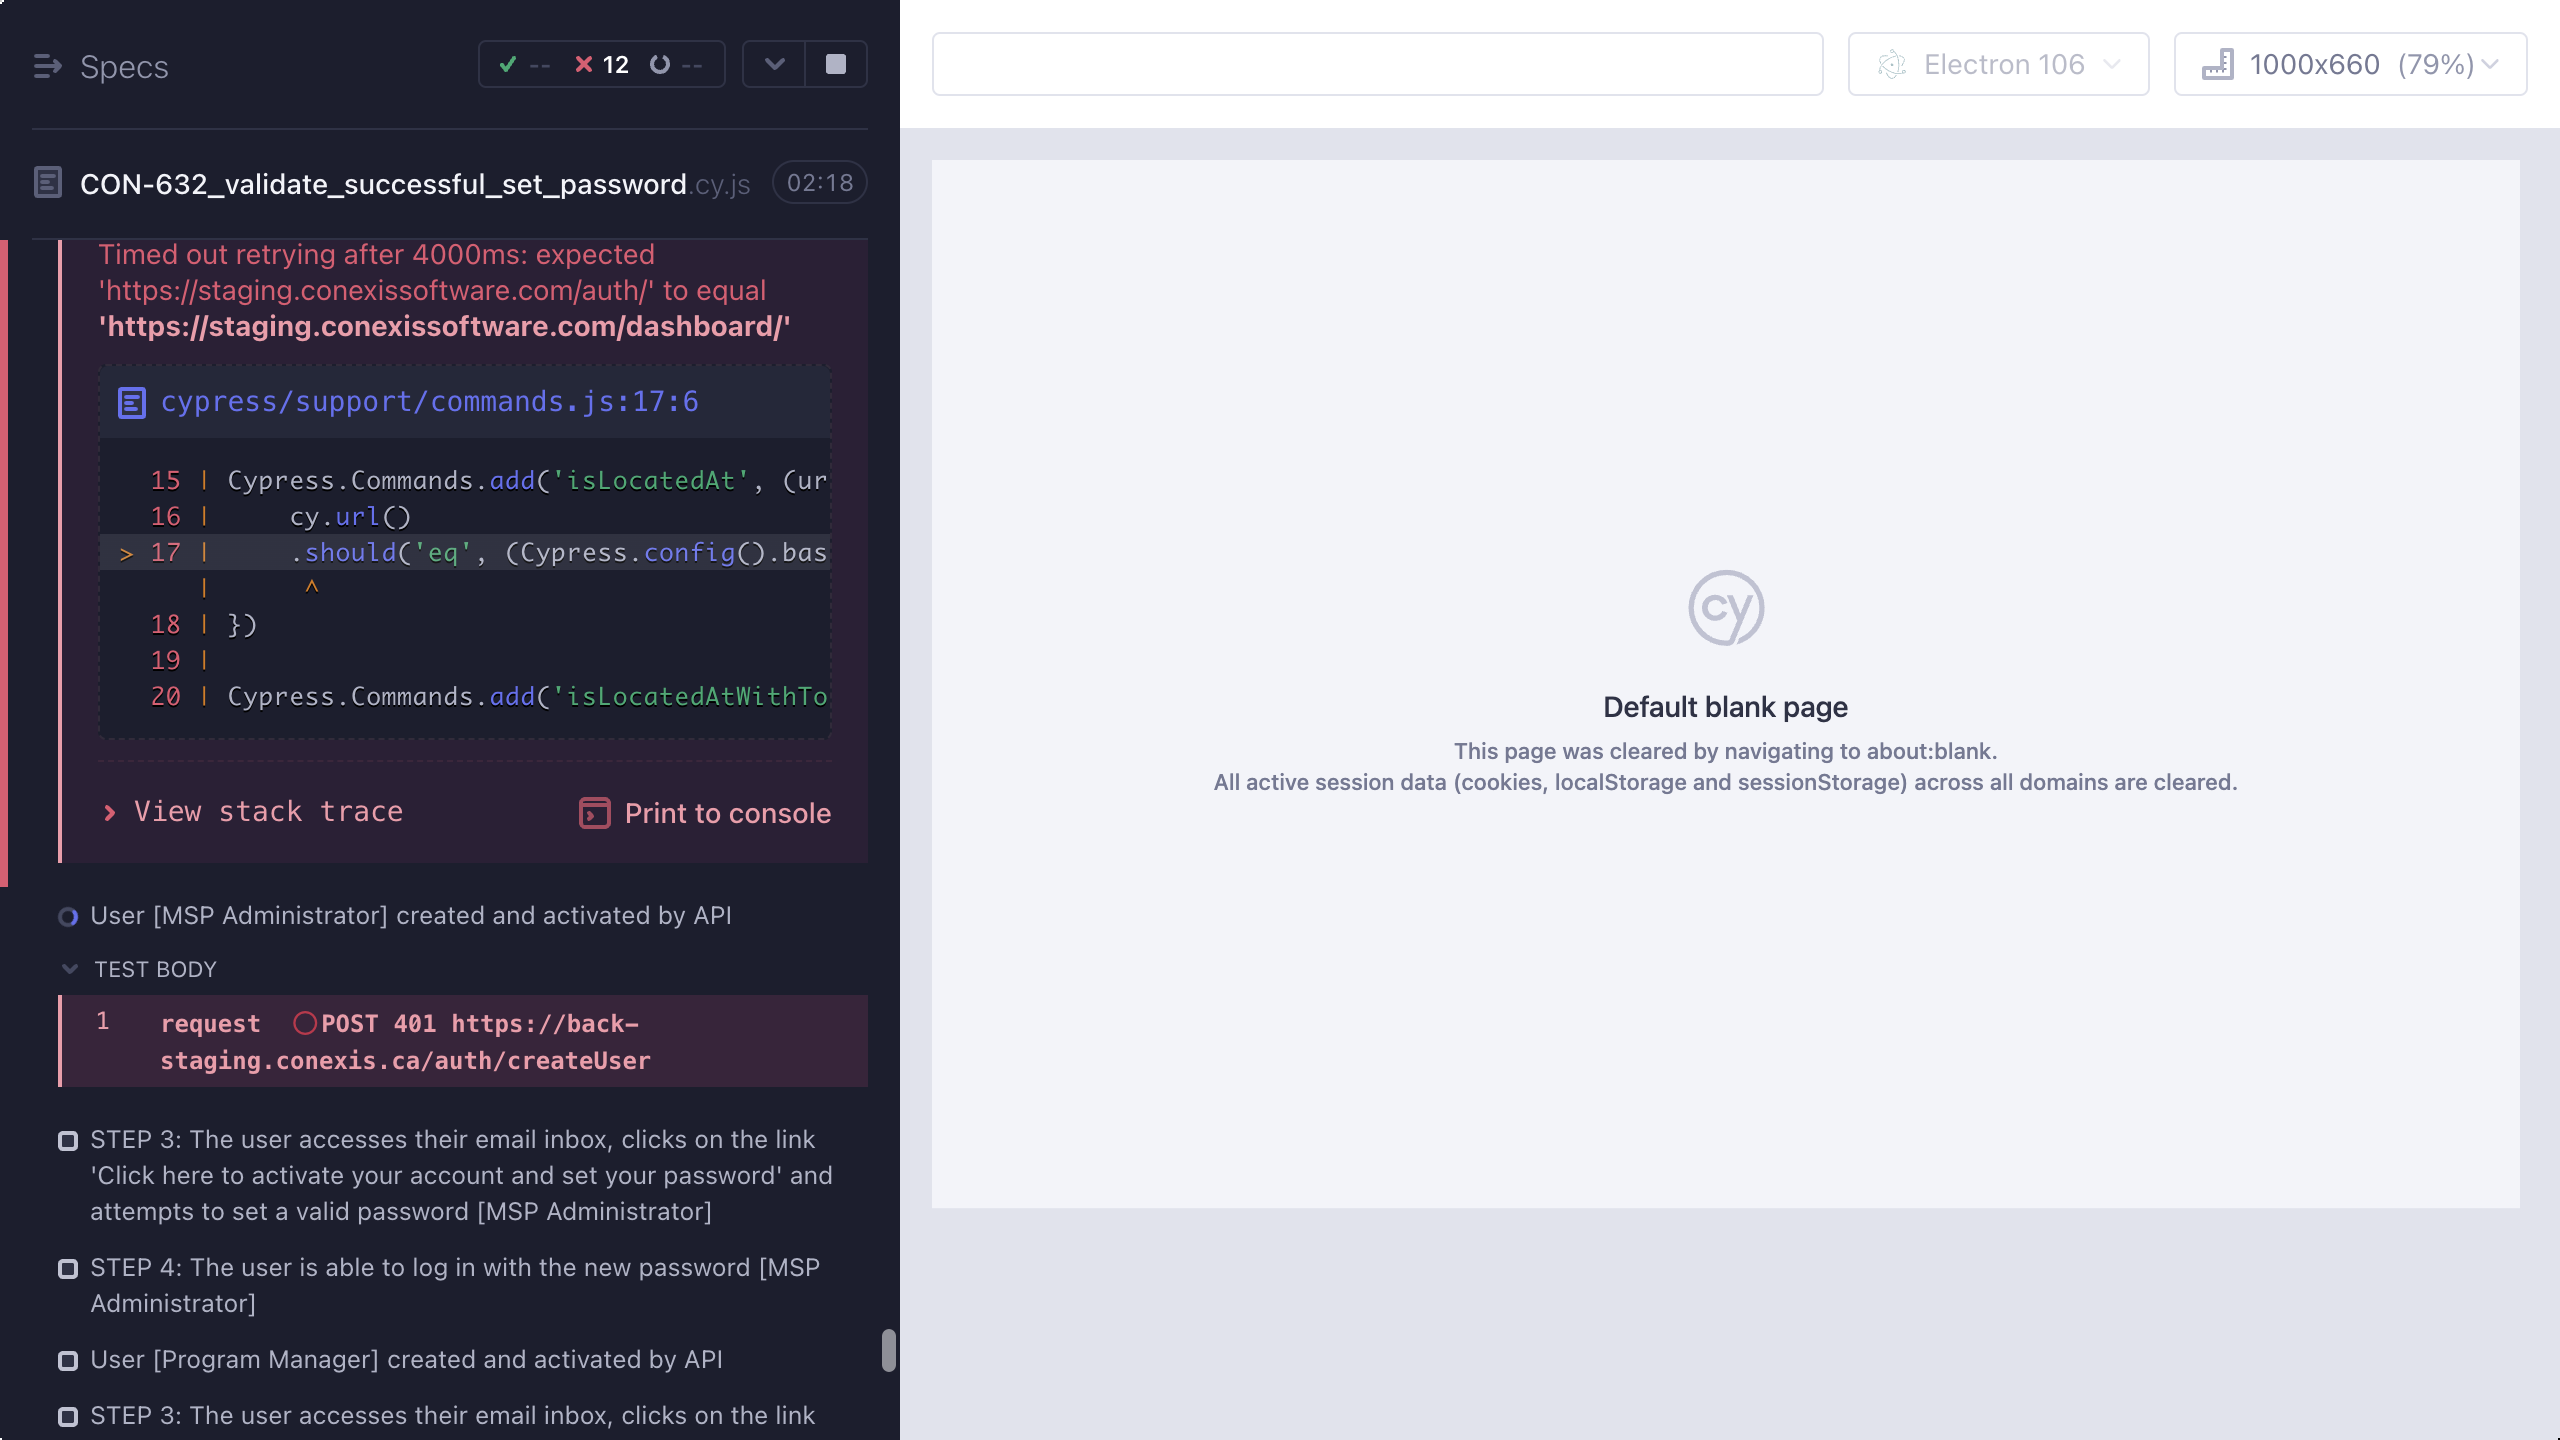 Specs
-- 12 --
CON-632_validate_successful_set_password.cy.js 02:18
Timed out retrying after 4000ms: expected
'https://staging.conexissoftware.com/auth/' to equal
'https://staging.conexissoftware.com/dashboard/'
cypress/support/commands.js:17:6
15 | Cypress.Commands.add('isLocatedAt', (ur
16 | cy.url()
> 17 | .should('eq', (Cypress.config().bas
| ^
18 | })
19 |
20 | Cypress.Commands.add('isLocatedAtWithTo
View stack trace
Print to console
User [MSP Administrator] created and activated by API
TEST BODY
1 request POST 401 https://back-
staging.conexis.ca/auth/createUser
STEP 3: The user accesses their email inbox, clicks on the link
'Click here to activate your account and set your password' and
attempts to set a valid password [MSP Administrator]
STEP 4: The user is able to log in with the new password [MSP
Administrator]
User [Program Manager] created and activated by API
STEP 3: The user accesses their email inbox, clicks on the link
Electron 106
1000x660 (79%)
cy
Default blank page
This page was cleared by navigating to about:blank.
All active session data (cookies, localStorage and sessionStorage) across all domains are cleared.